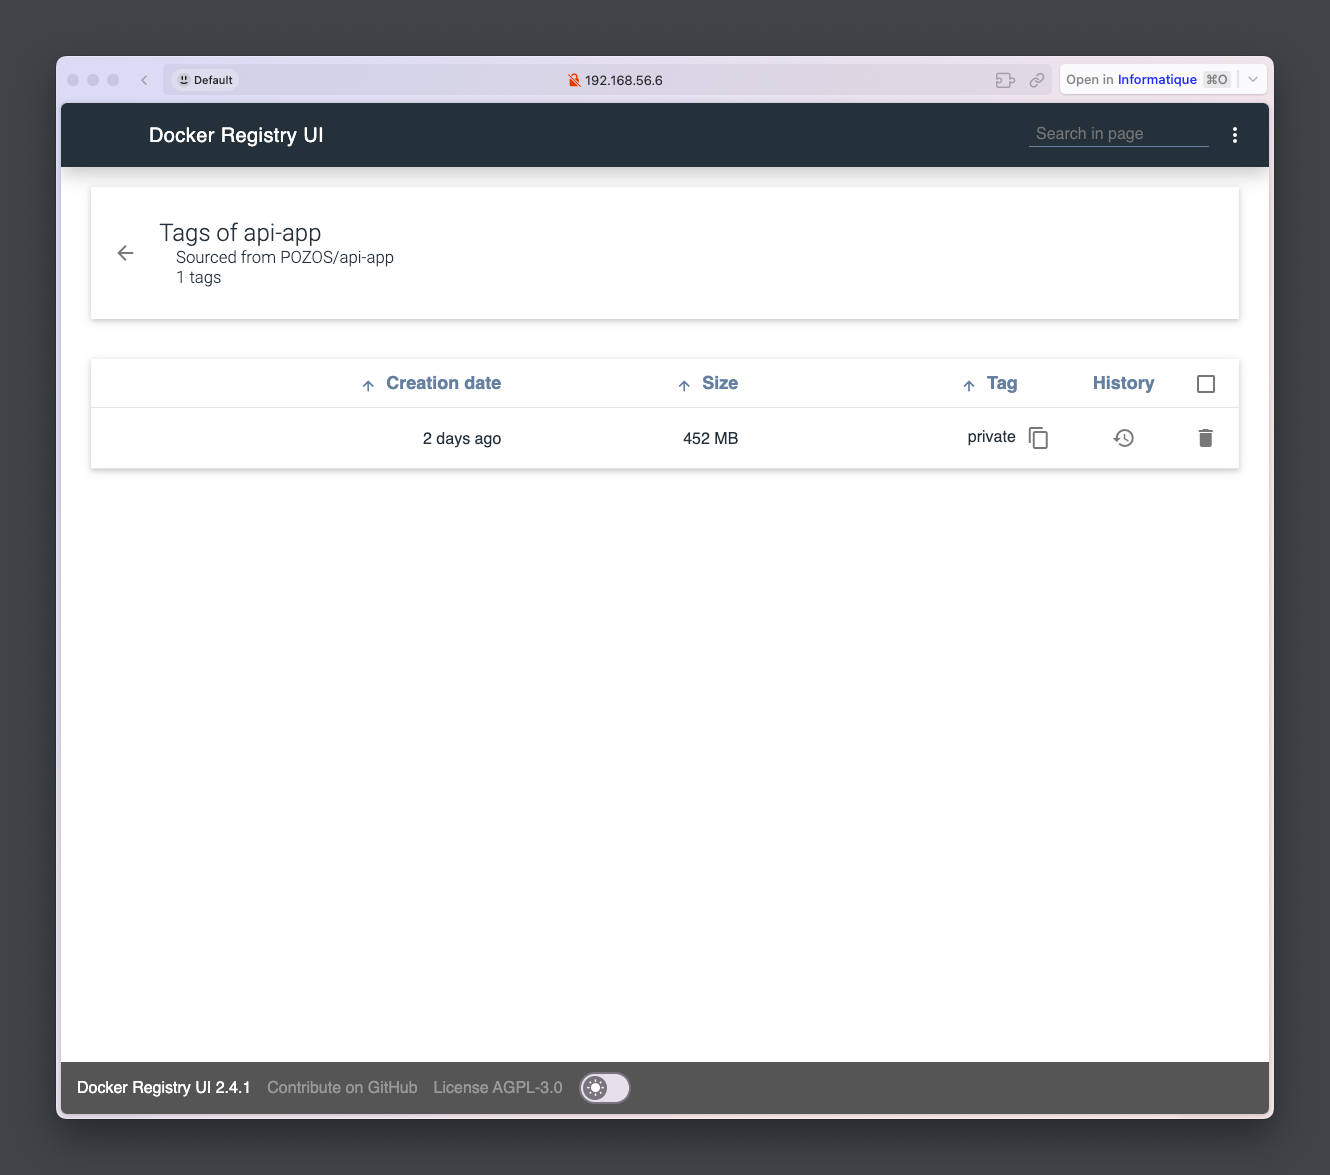 Default
192.168.56.6
Open in Informatique ⌘O
Docker Registry UI
Search in page
Tags of api-app
Sourced from POZOS/api-app
1 tags
Creation date Size Tag History
2 days ago 452 MB private
Docker Registry UI 2.4.1 Contribute on GitHub License AGPL-3.0